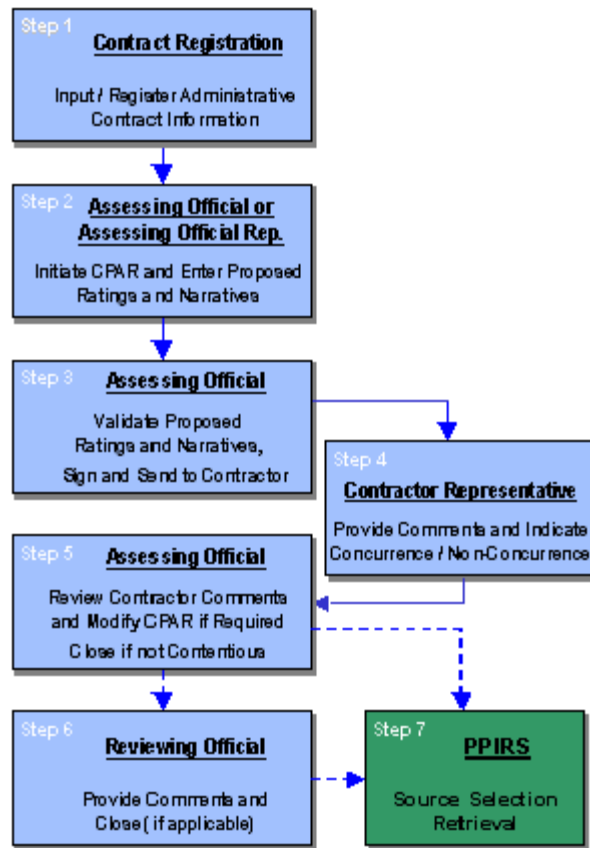 Step 1
Contract Registration
Input / Register Administrative
Contract Information
Step 2
Assessing Official or
Assessing Official Rep.
Initiate CPAR and Enter Proposed
Ratings and Narratives
Step 3
Assessing Official
Validate Proposed
Ratings and Narratives,
Sign and Send to Contractor
Step 4
Contractor Representative
Provide Comments and Indicate
Concurrence / Non-Concurrence
Step 5
Assessing Official
Review Contractor Comments
and Modify CPAR if Required
Close if not Contentious
Step 6
Reviewing Official
Provide Comments and
Close( if applicable)
Step 7
PPIRS
Source Selection
Retrieval